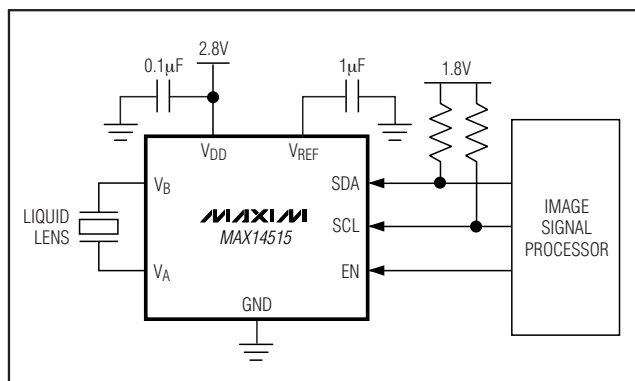 2.8V
0.1μF
1μF
1.8V
VDD
VREF
VB
SDA
LIQUID
LENS
MAXIM
MAX14515
SCL
IMAGE
SIGNAL
PROCESSOR
VA
EN
GND